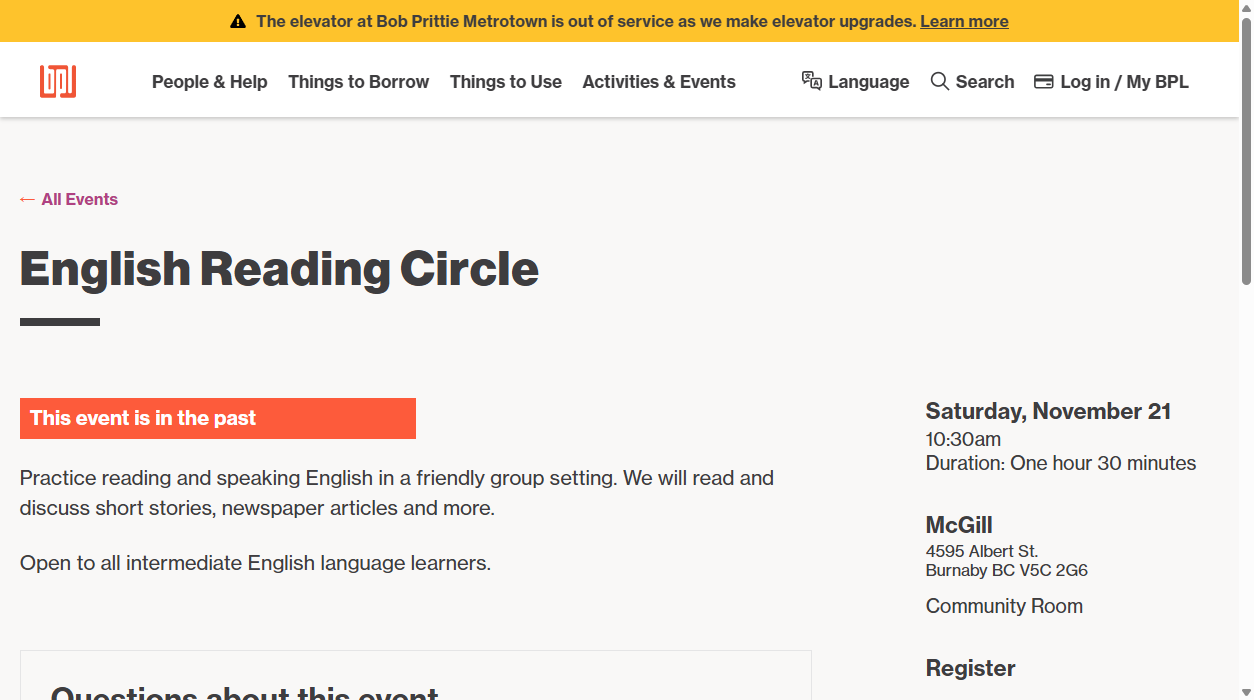 The elevator at Bob Prittie Metrotown is out of service as we make elevator upgrades. Learn more
People & Help Things to Borrow Things to Use Activities & Events Language Search Log in / My BPL
← All Events
English Reading Circle
This event is in the past
Practice reading and speaking English in a friendly group setting. We will read and
discuss short stories, newspaper articles and more.
Open to all intermediate English language learners.
Questions about this event
Saturday, November 21
10:30am
Duration: One hour 30 minutes
McGill
4595 Albert St.
Burnaby BC V5C 2G6
Community Room
Register